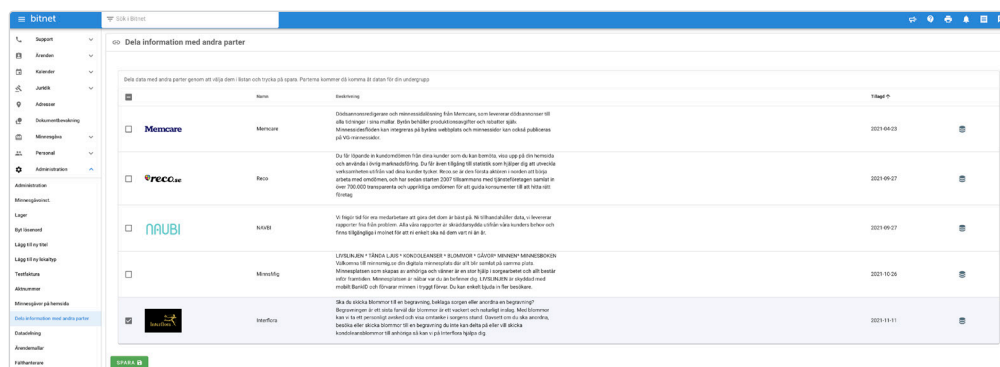 bitnet
Sök i Bitnet
Support
Ärenden
Kalender
Juridik
Adresser
Dokumentbevakning
Minnesgåva
Personal
Administration
Administration
Minnesgåvorint.
Lager
Byt lösenord
Lägg till ny titel
Lägg till ny lokaltyp
Testfaktura
Aktnummer
Minnesgåvor på hemsida
Dela information med andra parter
Datadelning
Ärendemallar
Fälthanterare
Dela information med andra parter
Dela data med andra parter genom att välja dem i listan och trycka på spara. Parterna kommer då komma åt datan för din undergrupp
Namn Beskrivning Tillagd
Memcare Memcare
Dödsannonsredigerare och minnessidalösning från Memcare, som levererar dödsannonser till
alla tidningar i sina mallar. Byrån behåller produktionsavgifter och rabatter själv.
Minnessidesflöden kan integreras på byråns webbplats och minnessidor kan också publiceras
på VG minnessidor.
2021-04-23
reco.se Reco
Du får löpande in kundomdömen från dina kunder som du kan bemöta, visa upp på din hemsida
och använda i övrig marknadsföring. Du får även tillgång till statistik som hjälper dig att utveckla
verksamheten utifrån vad dina kunder tycker. Reco.se är den första aktören i norden att börja
arbeta med omdömen, och har sedan starten 2007 tillsammans med tjänsteföretagen samlat in
över 700.000 transparenta och uppriktiga omdömen för att guida konsumenter till att hitta rätt
företag
2021-09-27
NAUBI NAVBI
Vi frigör tid för era medarbetare att göra det dom är bäst på. Ni tillhandahåller data, vi levererar
rapporter fria från problem. Alla våra rapporter är skräddarsydda utifrån våra kunders behov och
finns tillgängliga i molnet för att ni enkelt ska nå dem vart ni än är.
2021-09-27
MinnsMig
LIVSLINJEN * TÄNDA LJUS * KONDOLEANSER * BLOMMOR * GÅVOR* MINNEN* MINNESBOKEN
Välkomna till minnsmig.se din digitala minnesplats där allt blir samlat på samma plats.
Minnesplatsen som skapas av anhöriga och vänner är en stor hjälp i sorgearbetet och allt består
inför framtiden. Minnesplatsen är nåbar var du än befinner dig. LIVSLINJEN är skyddad med
mobilt BankID och förvarar minnen i tryggt förvar. Du kan enkelt bjuda in fler besökare.
2021-10-26
Interflora Interflora
Ska du skicka blommor till en begravning, beklaga sorgen eller anordna en begravning?
Begravningen är ett sista farväl där blommor är ett vackert och naturligt inslag. Med blommor
kan vi ta ett personligt avsked och visa omtanke i sorgens stund. Oavsett om du ska anordna,
besöka eller skicka blommor till en begravning du inte kan delta på eller vill skicka
kondoleansblommor till anhöriga så kan vi på Interflora hjälpa dig.
2021-11-11
SPARA